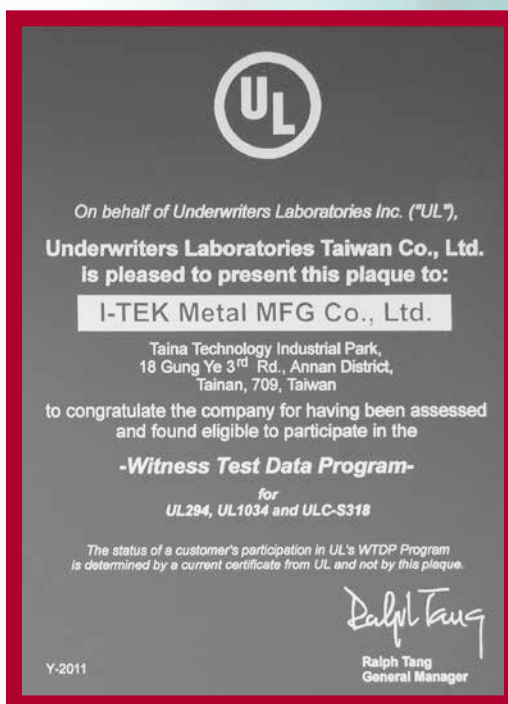 UL
On behalf of Underwriters Laboratories Inc. ("UL"),
Underwriters Laboratories Taiwan Co., Ltd.
is pleased to present this plaque to:
I-TEK Metal MFG Co., Ltd.
Taina Technology Industrial Park,
18 Gung Ye 3rd Rd., Annan District,
Tainan, 709, Taiwan
to congratulate the company for having been assessed
and found eligible to participate in the
-Witness Test Data Program-
for
UL294, UL1034 and ULC-S318
The status of a customer's participation in UL's WTDP Program
is determined by a current certificate from UL and not by this plaque.
Ralph Tang
Ralph Tang
General Manager
Y-2011